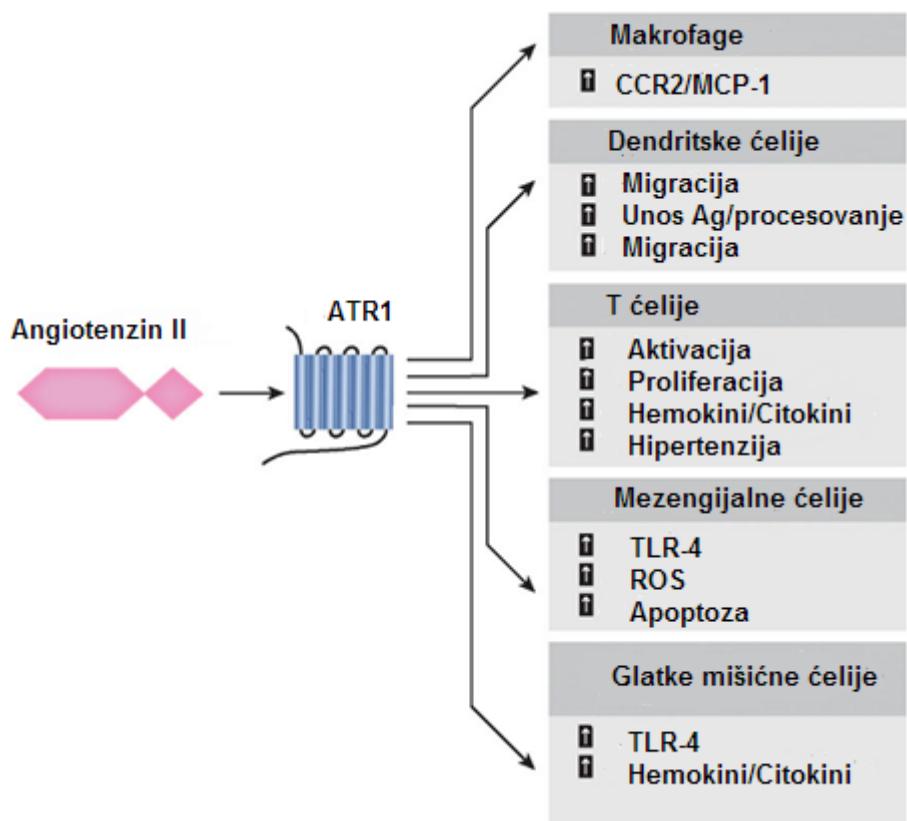 Angiotenzin II
ATR1
Makrofage
CCR2/MCP-1
Dendritske ćelije
Migracija
Unos Ag/procesovanje
Migracija
T ćelije
Aktivacija
Proliferacija
Hemokini/Citokini
Hipertenzija
Mezengijalne ćelije
TLR-4
ROS
Apoptoza
Glatke mišićne ćelije
TLR-4
Hemokini/Citokini